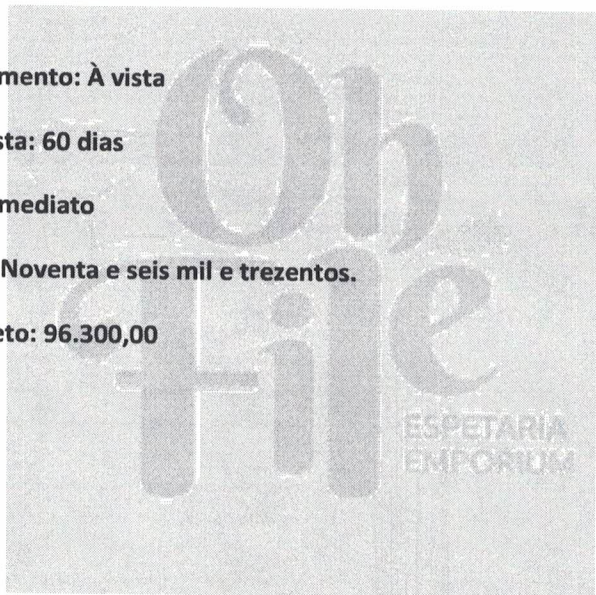 mento: À vista
sta: 60 dias
mediato
Noventa e seis mil e trezentos.
eto: 96.300,00
Oh
Filé
ESPETARIA
EMPORIUM